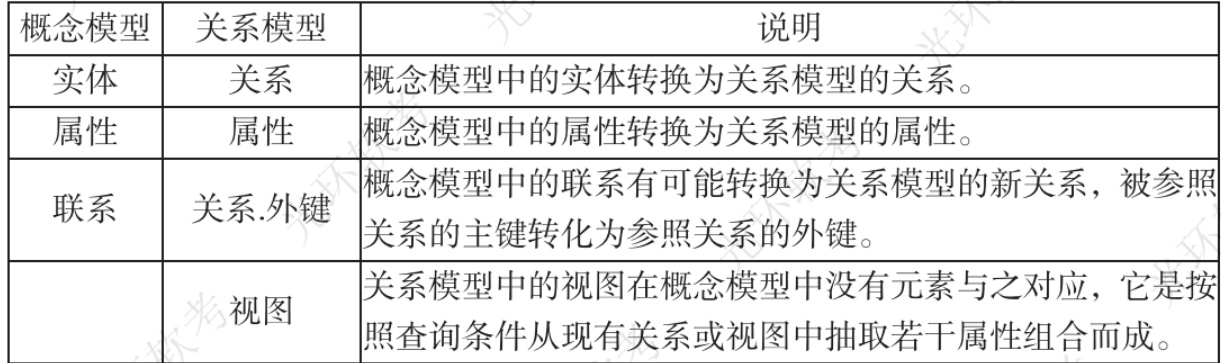 概念模型 关系模型 说明
实体 关系 概念模型中的实体转换为关系模型的关系。
属性 属性 概念模型中的属性转换为关系模型的属性。
联系 关系.外键 概念模型中的联系有可能转换为关系模型的新关系，被参照
关系的主键转化为参照关系的外键。
视图 关系模型中的视图在概念模型中没有元素与之对应，它是按
照查询条件从现有关系或视图中抽取若干属性组合而成。